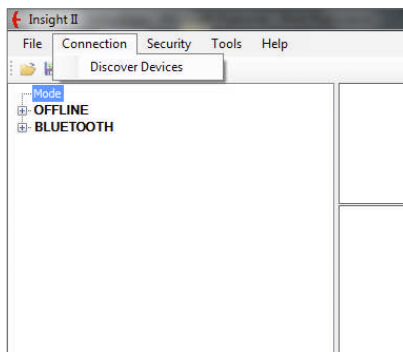 Insight II
File Connection Security Tools Help
Discover Devices
Mode
OFFLINE
BLUETOOTH